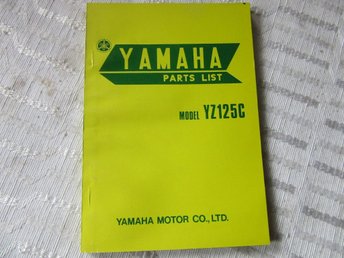 YAMAHA
PARTS LIST
MODEL YZ125C
YAMAHA MOTOR CO., LTD.